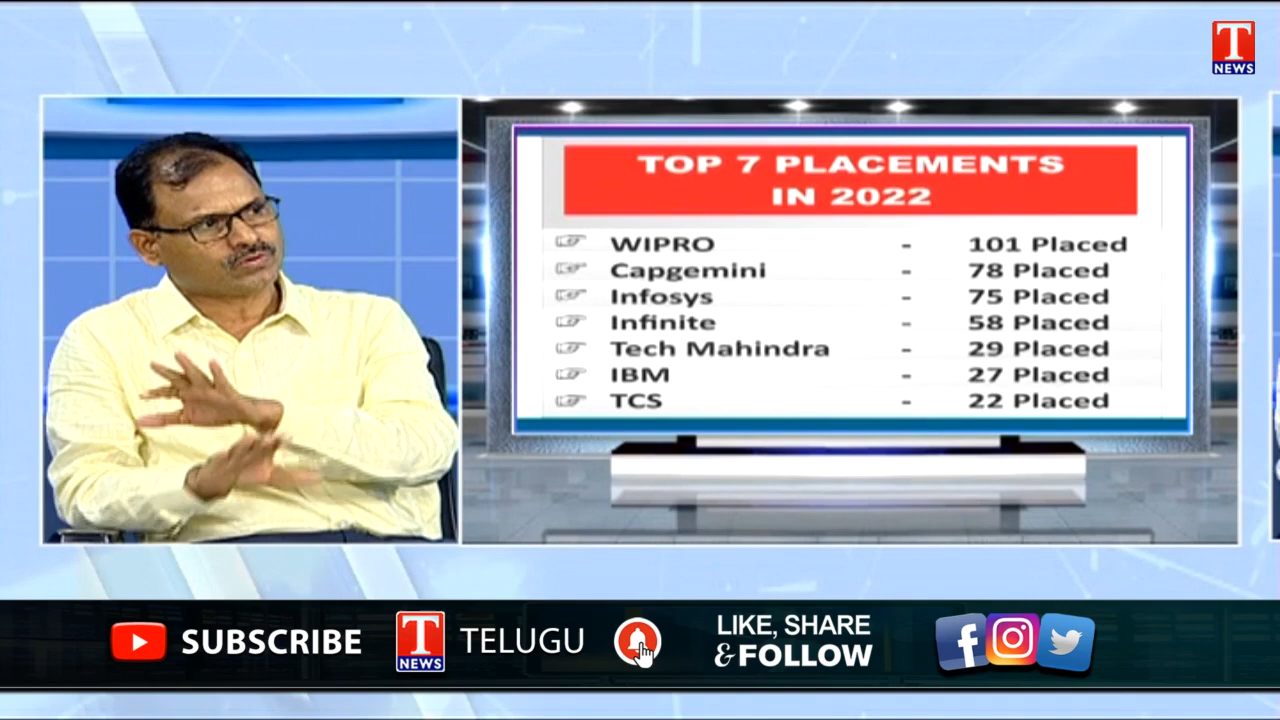 T
NEWS
TOP 7 PLACEMENTS
IN 2022
WIPRO - 101 Placed
Capgemini - 78 Placed
Infosys - 75 Placed
Infinite - 58 Placed
Tech Mahindra - 29 Placed
IBM - 27 Placed
TCS - 22 Placed
SUBSCRIBE
T
NEWS
TELUGU
LIKE, SHARE
& FOLLOW